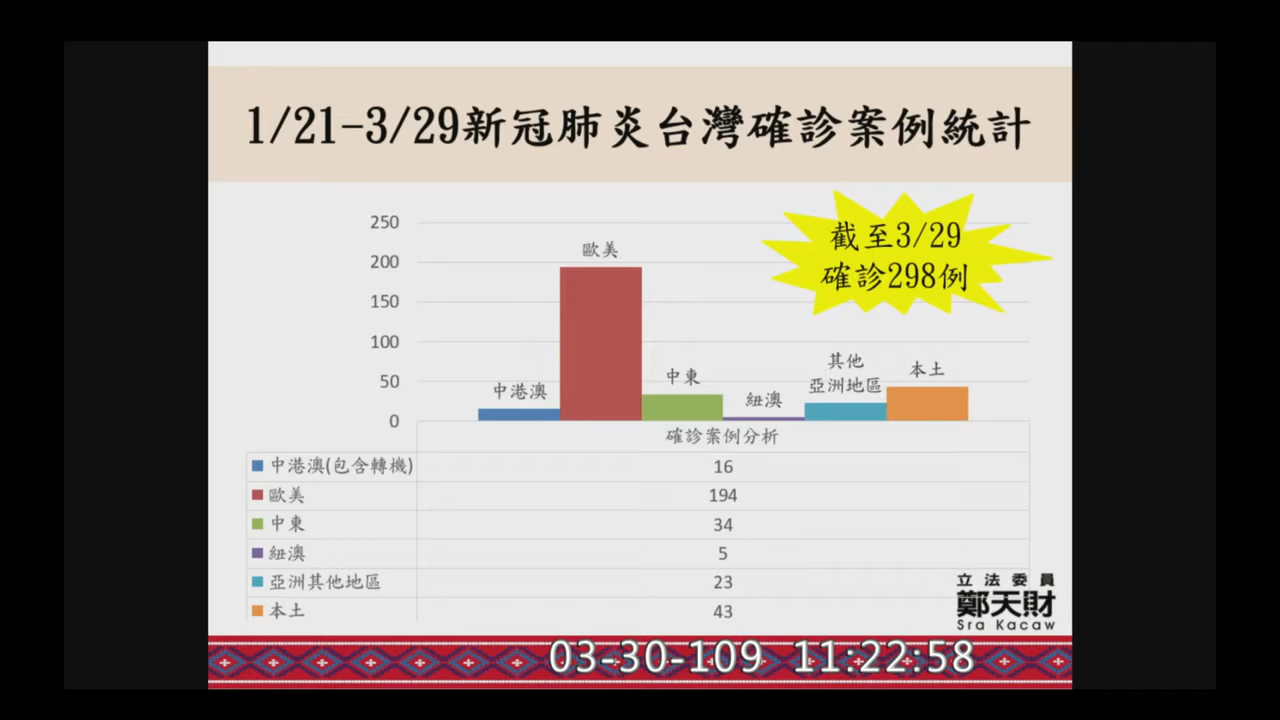 1/21-3/29新冠肺炎台灣確診案例統計
截至3/29
確診298例
250
200
150
100
50
0
中港澳
歐美
中東
紐澳
其他
亞洲地區
本土
確診案例分析
中港澳(包含轉機) 16
歐美 194
中東 34
紐澳 5
亞洲其他地區 23
本土 43
立法委員
鄭天財
Sra Kacaw
03-30-109 11:22:58